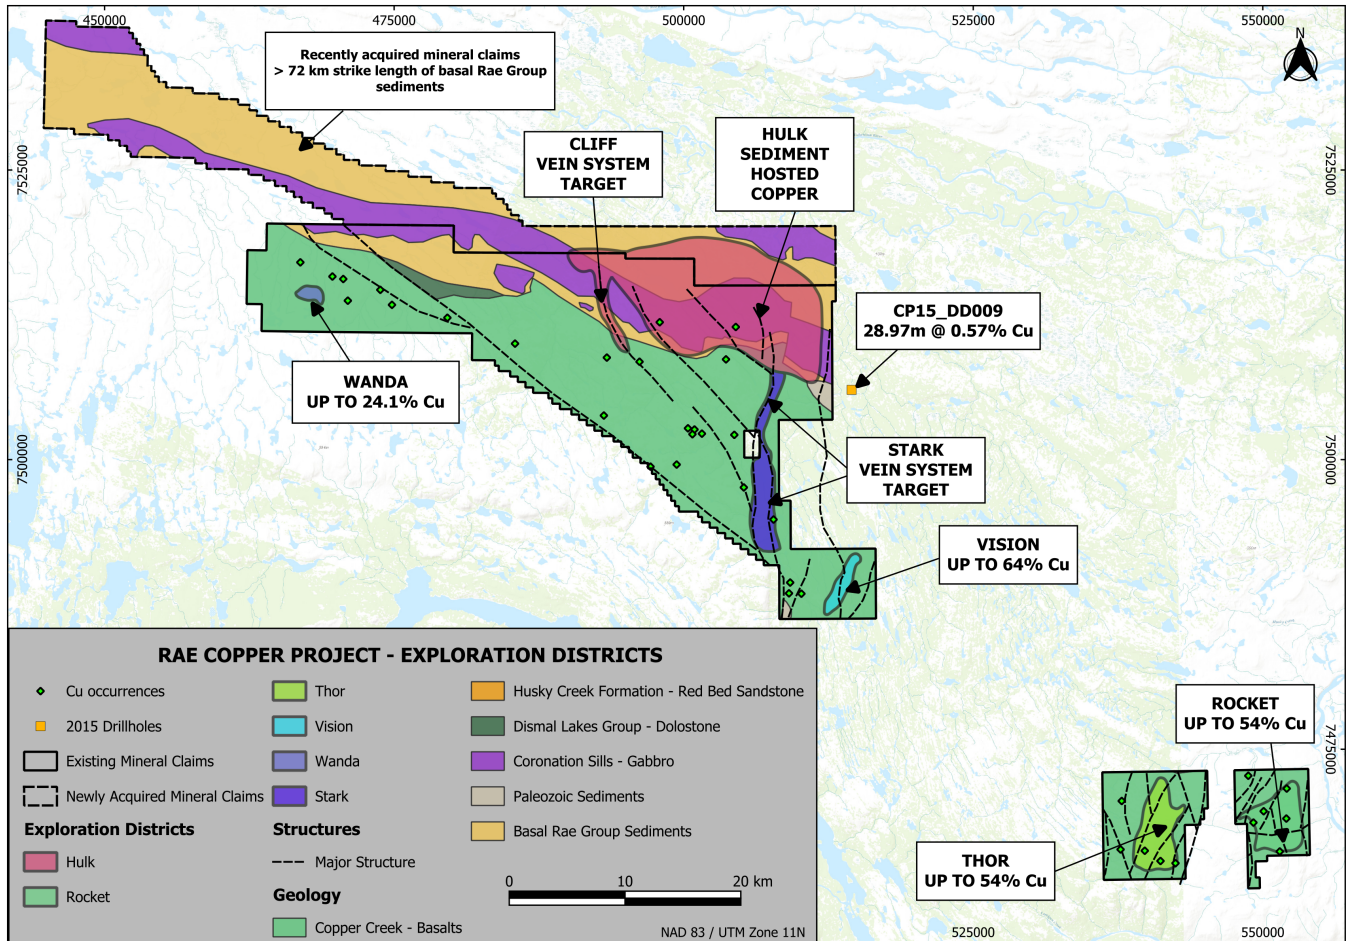 450000
475000
500000
525000
550000
N
Recently acquired mineral claims
> 72 km strike length of basal Rae Group
sediments
CLIFF
VEIN SYSTEM
TARGET
HULK
SEDIMENT
HOSTED
COPPER
7525000
7525000
CP15_DD009
28.97m @ 0.57% Cu
WANDA
UP TO 24.1% Cu
7500000
7500000
STARK
VEIN SYSTEM
TARGET
VISION
UP TO 64% Cu
ROCKET
UP TO 54% Cu
7475000
THOR
UP TO 54% Cu
RAE COPPER PROJECT - EXPLORATION DISTRICTS
Cu occurrences
2015 Drillholes
Existing Mineral Claims
Newly Acquired Mineral Claims
Exploration Districts
Hulk
Rocket
Thor
Vision
Wanda
Stark
Structures
Major Structure
Geology
Copper Creek - Basalts
Husky Creek Formation - Red Bed Sandstone
Dismal Lakes Group - Dolostone
Coronation Sills - Gabbro
Paleozoic Sediments
Basal Rae Group Sediments
0 10 20 km
NAD 83 / UTM Zone 11N
525000
550000